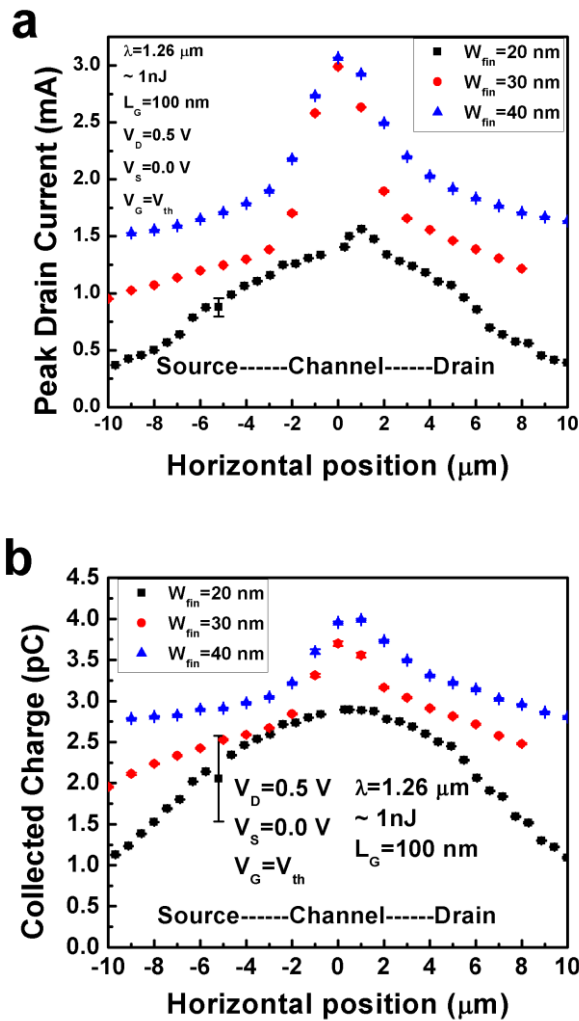 a
Peak Drain Current (mA)
3.0
2.5
2.0
1.5
1.0
0.5
0.0
λ=1.26 μm
~ 1nJ
L_G=100 nm
V_D=0.5 V
V_S=0.0 V
V_G=V_th
W_fin=20 nm
W_fin=30 nm
W_fin=40 nm
Source------Channel------Drain
-10 -8 -6 -4 -2 0 2 4 6 8 10
Horizontal position (μm)
b
Collected Charge (pC)
4.5
4.0
3.5
3.0
2.5
2.0
1.5
1.0
0.5
0.0
W_fin=20 nm
W_fin=30 nm
W_fin=40 nm
V_D=0.5 V
V_S=0.0 V
V_G=V_th
λ=1.26 μm
~ 1nJ
L_G=100 nm
Source------Channel------Drain
-10 -8 -6 -4 -2 0 2 4 6 8 10
Horizontal position (μm)